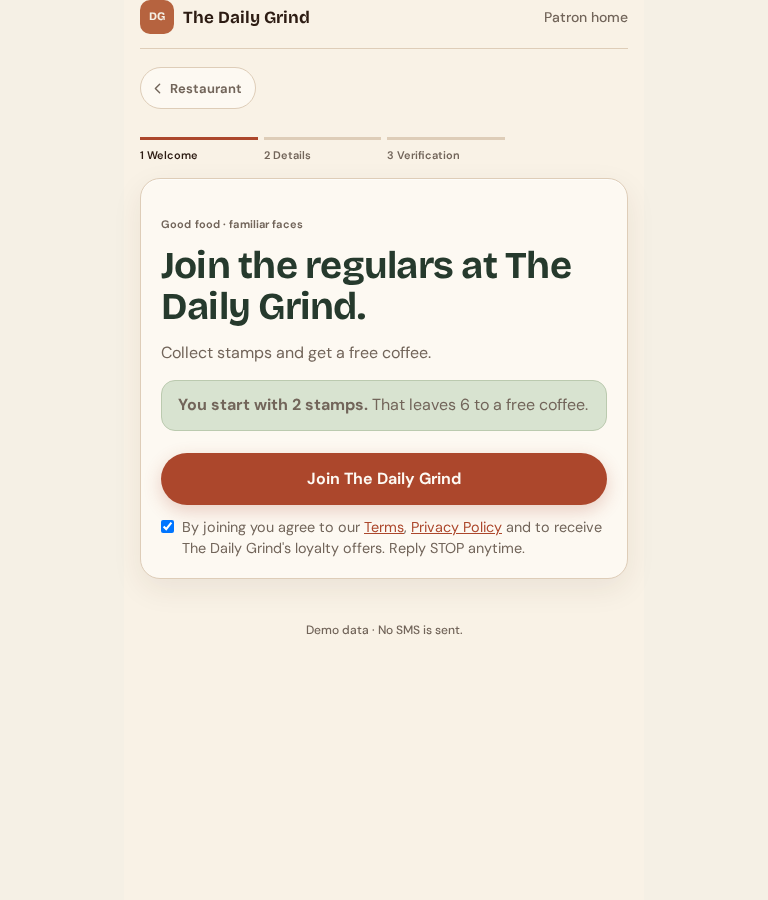 DG The Daily Grind Patron home
Restaurant
1 Welcome 2 Details 3 Verification
Good food · familiar faces
Join the regulars at The
Daily Grind.
Collect stamps and get a free coffee.
You start with 2 stamps. That leaves 6 to a free coffee.
Join The Daily Grind
By joining you agree to our Terms, Privacy Policy and to receive
The Daily Grind's loyalty offers. Reply STOP anytime.
Demo data · No SMS is sent.